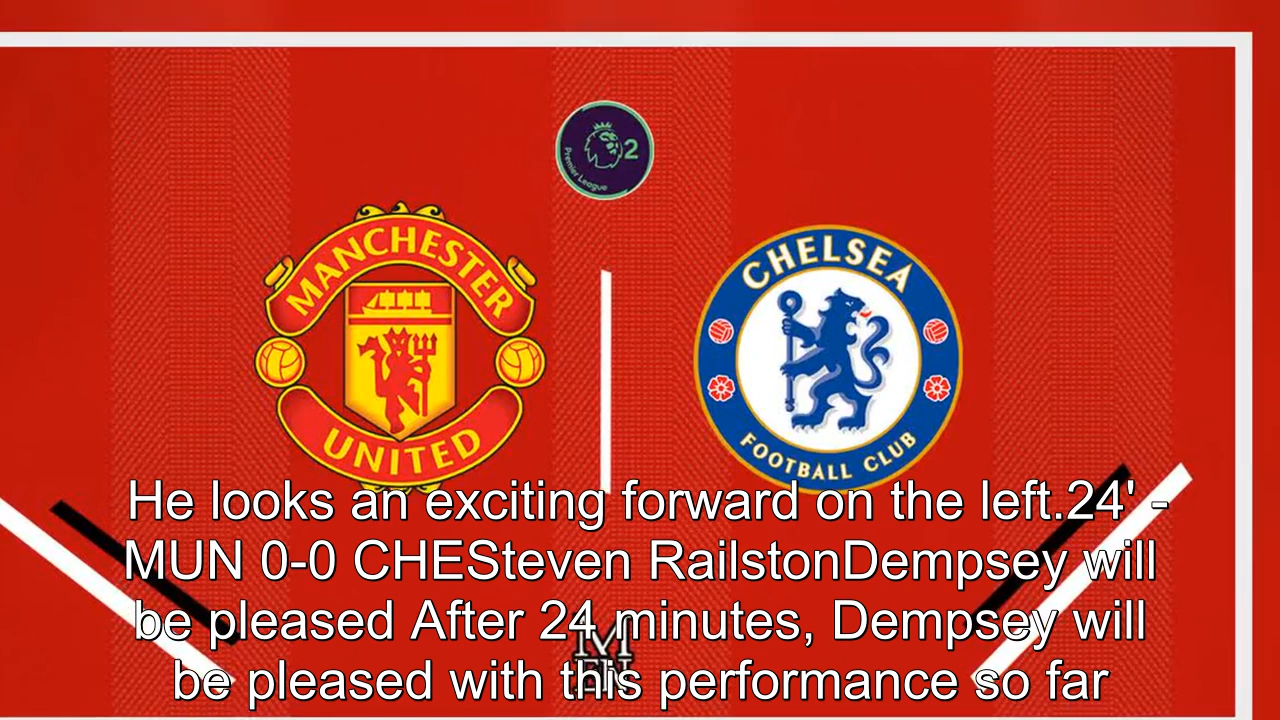 2
Premier League
MANCHESTER
UNITED
CHELSEA
FOOTBALL CLUB
He looks an exciting forward on the left.24' -
MUN 0-0 CHESteven RailstonDempsey will
be pleased After 24 minutes, Dempsey will
be pleased with this performance so far